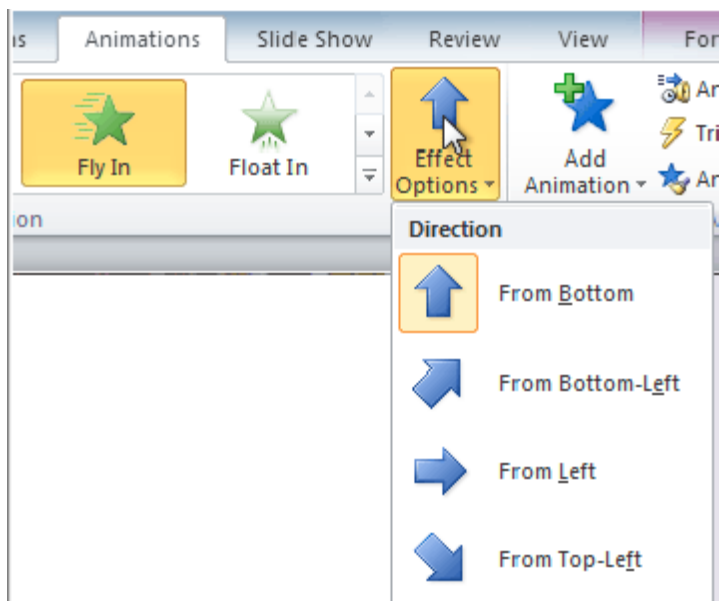 Animations Slide Show Review View
Fly In Float In Effect Options Add Animation
Direction
From Bottom
From Bottom-Left
From Left
From Top-Left